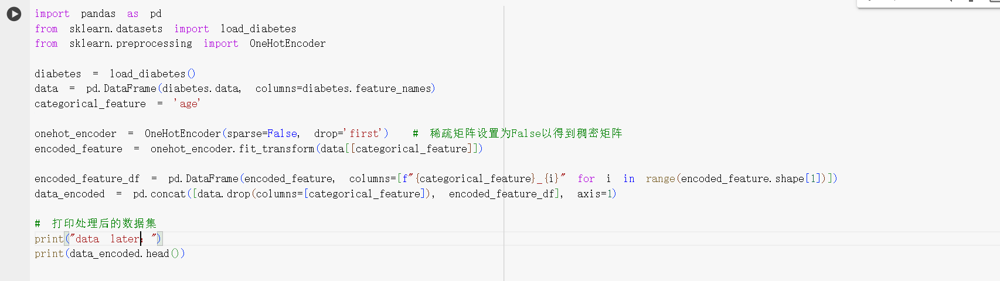 import pandas as pd
from sklearn.datasets import load_diabetes
from sklearn.preprocessing import OneHotEncoder
diabetes = load_diabetes()
data = pd.DataFrame(diabetes.data, columns=diabetes.feature_names)
categorical_feature = 'age'
onehot_encoder = OneHotEncoder(sparse=False, drop='first') # 稀疏矩阵设置为False以得到稠密矩阵
encoded_feature = onehot_encoder.fit_transform(data[[categorical_feature]])
encoded_feature_df = pd.DataFrame(encoded_feature, columns=[f"{categorical_feature}_{i}" for i in range(encoded_feature.shape[1])])
data_encoded = pd.concat([data.drop(columns=[categorical_feature]), encoded_feature_df], axis=1)
# 打印处理后的数据集
print("data later：")
print(data_encoded.head())